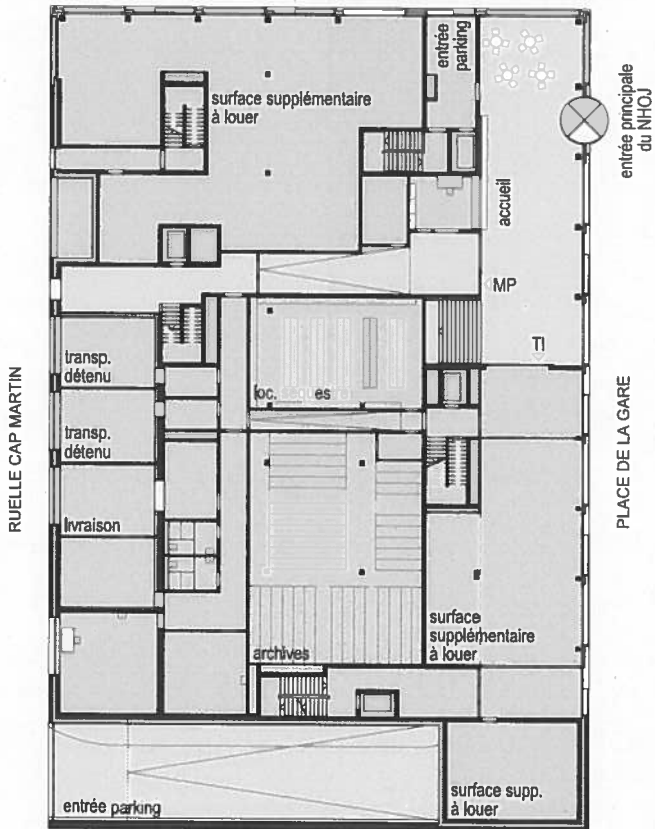 entrée
parking
surface supplémentaire
à louer
entrée principale
du NHOJ
accueil
MP
TI
transp.
détenu
loc. séquestres
transp.
détenu
RUELLE CAP MARTIN
PLACE DE LA GARE
livraison
surface
supplémentaire
à louer
archives
entrée parking
surface supp.
à louer